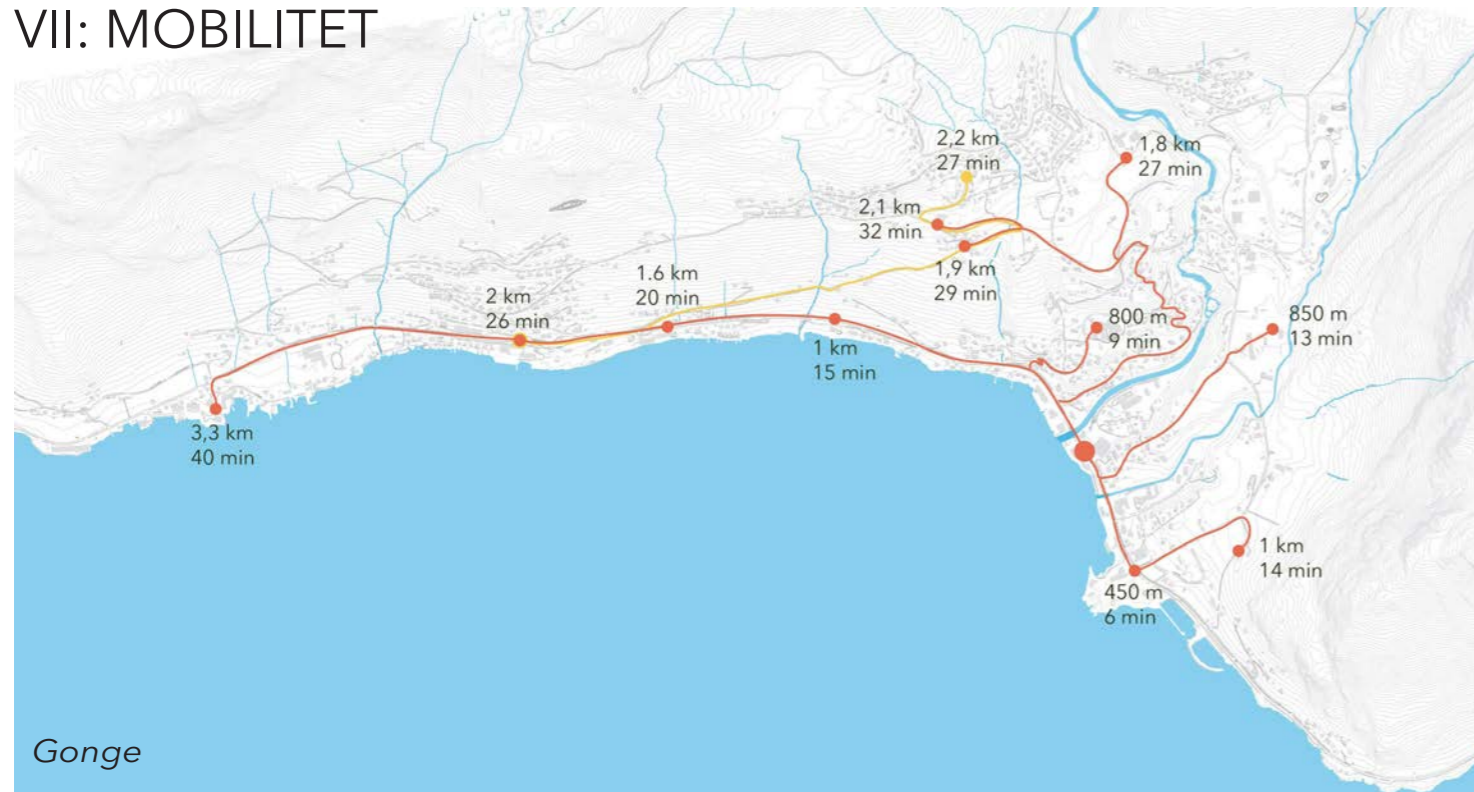 VII: MOBILITET
2,2 km
27 min
1,8 km
27 min
2,1 km
32 min
1,9 km
29 min
1.6 km
20 min
2 km
26 min
800 m
9 min
850 m
13 min
1 km
15 min
3,3 km
40 min
1 km
14 min
450 m
6 min
Gonge